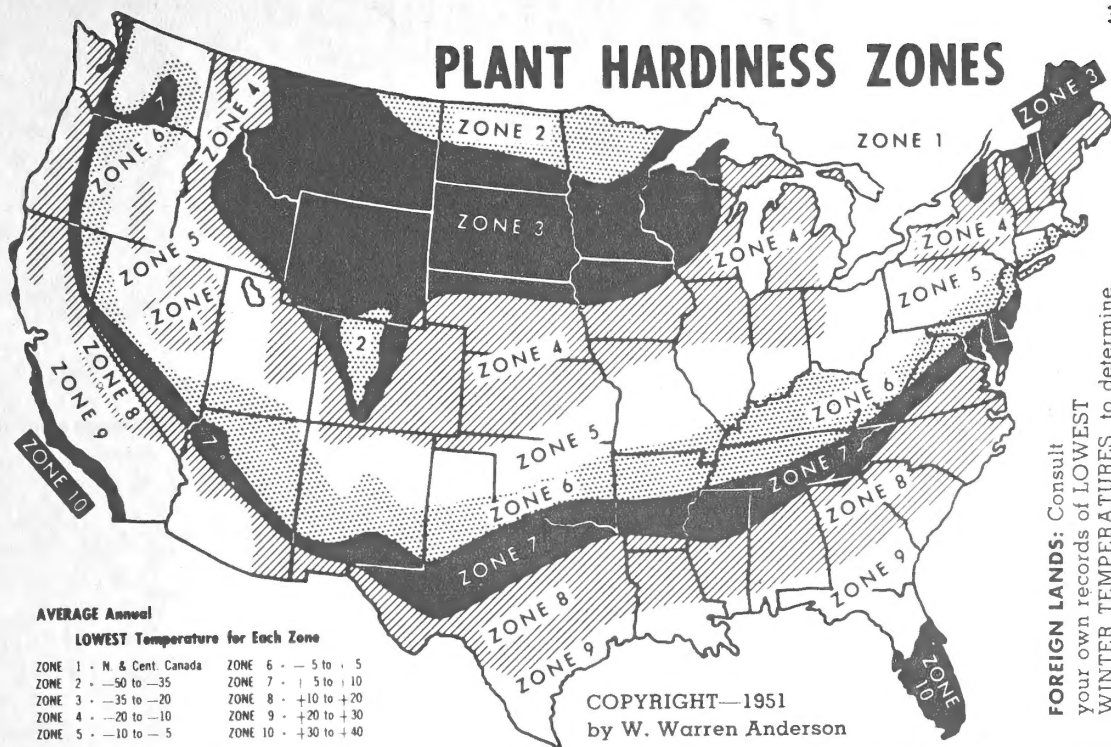 PLANT HARDINESS ZONES
ZONE 3
ZONE 1
ZONE 2
7
ZONE 4
ZONE 6
ZONE 3
ZONE 4
ZONE 4
ZONE 5
ZONE 5
ZONE 4
2
ZONE 4
ZONE 6
ZONE 8
ZONE 9
7
ZONE 5
ZONE 7
ZONE 6
ZONE 10
ZONE 8
ZONE 7
ZONE 9
ZONE 8
ZONE 9
ZONE 10
AVERAGE Annual
LOWEST Temperature for Each Zone
ZONE 1 · N. & Cent. Canada
ZONE 2 · —50 to —35
ZONE 3 · —35 to —20
ZONE 4 · —20 to —10
ZONE 5 · —10 to — 5
ZONE 6 · — 5 to + 5
ZONE 7 · + 5 to +10
ZONE 8 · +10 to +20
ZONE 9 · +20 to +30
ZONE 10 · +30 to +40
COPYRIGHT—1951
by W. Warren Anderson
FOREIGN LANDS: Consult
your own records of LOWEST
WINTER TEMPERATURES to determine